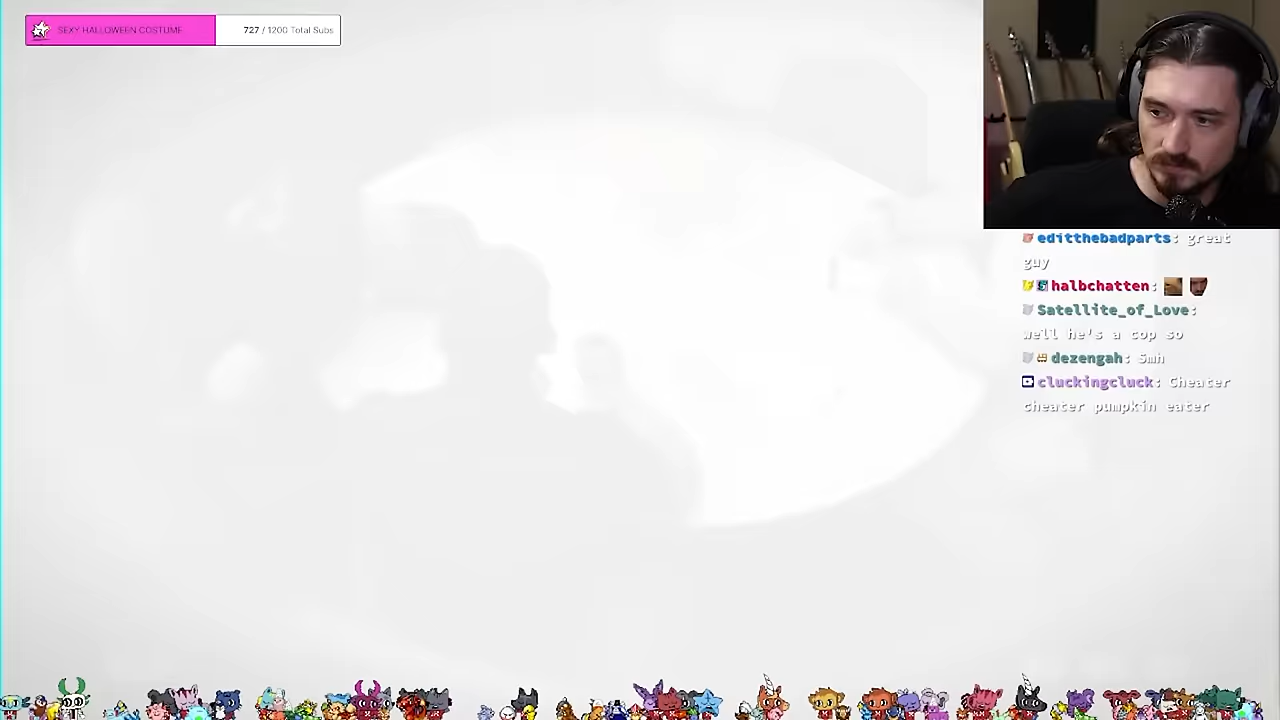 SEXY HALLOWEEN COSTUME
727 / 1200 Total Subs
editthebadparts: great
guy
halbchatten:
Satellite_of_Love:
well he's a cop so
dezengah: Smh
cluckingcluck: Cheater
cheater pumpkin eater